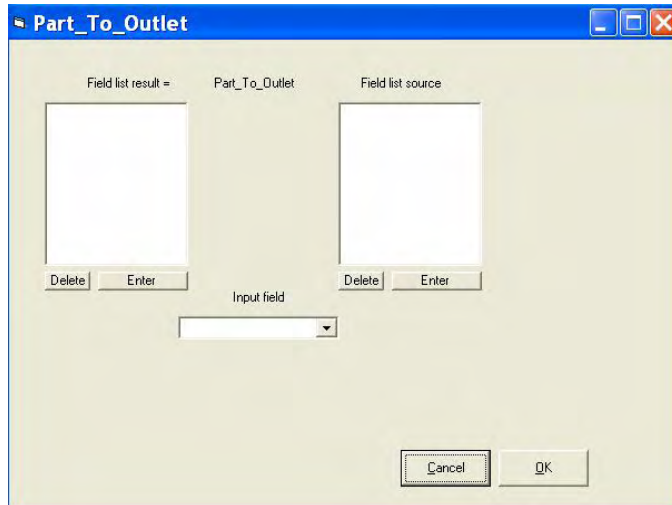 Part_To_Outlet
Field list result = Part_To_Outlet Field list source
Delete Enter Delete Enter
Input field
Cancel OK